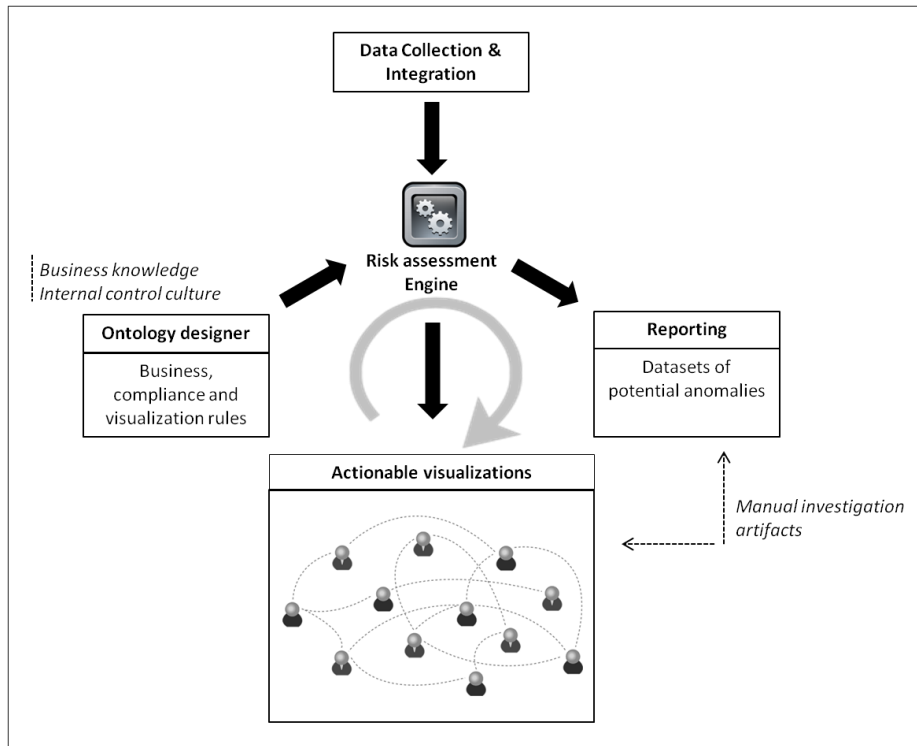 Data Collection &
Integration
Risk assessment
Engine
Business knowledge
Internal control culture
Ontology designer
Business,
compliance and
visualization rules
Reporting
Datasets of
potential anomalies
Actionable visualizations
Manual investigation
artifacts